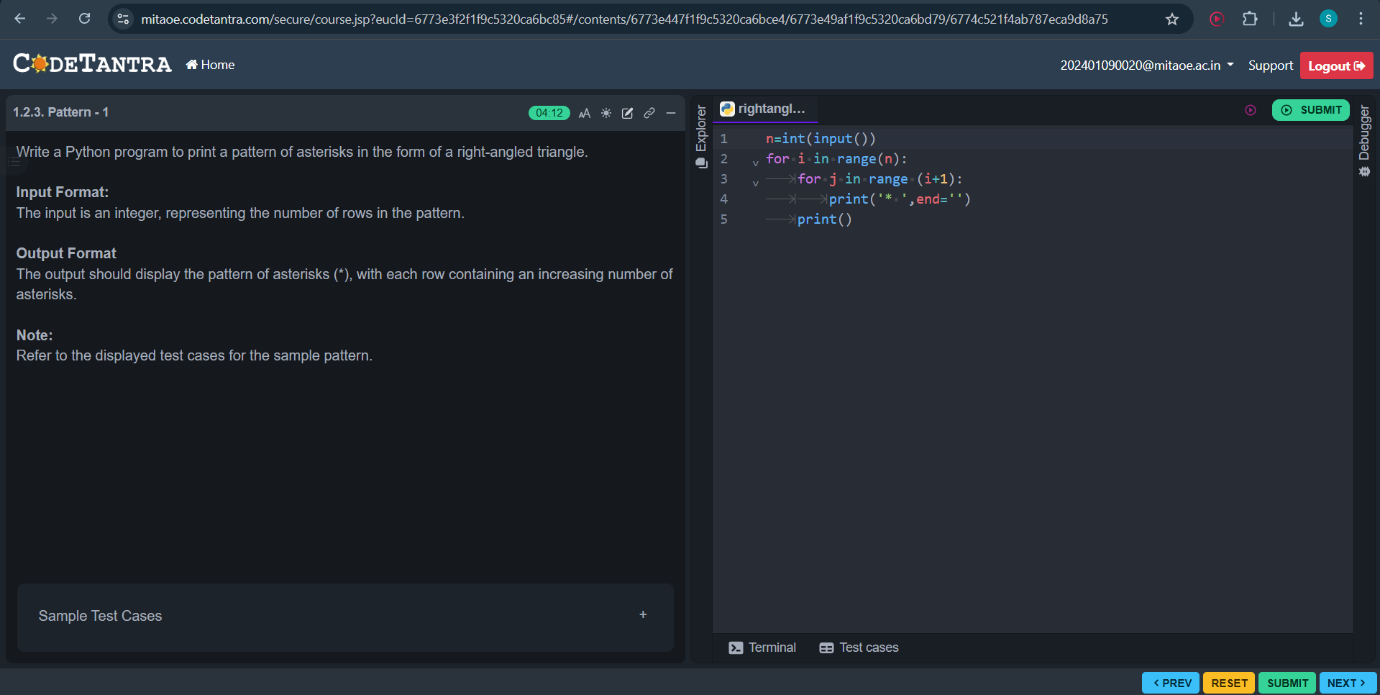 mitaoe.codetantra.com/secure/course.jsp?eucId=6773e3f2f1f9c5320ca6bc85#/contents/6773e447f1f9c5320ca6bce4/6773e49af1f9c5320ca6bd79/6774c521f4ab787eca9d8a75
S
CODETANTRA
Home
202401090020@mitaoe.ac.in
Support
Logout
1.2.3. Pattern - 1
04:12
AA
Write a Python program to print a pattern of asterisks in the form of a right-angled triangle.
Input Format:
The input is an integer, representing the number of rows in the pattern.
Output Format
The output should display the pattern of asterisks (*), with each row containing an increasing number of
asterisks.
Note:
Refer to the displayed test cases for the sample pattern.
Sample Test Cases
+
Explorer
rightangl...
SUBMIT
Debugger
1 n=int(input())
2 for i in range(n):
3 for j in range (i+1):
4 print('* ',end='')
5 print()
Terminal
Test cases
< PREV
RESET
SUBMIT
NEXT >